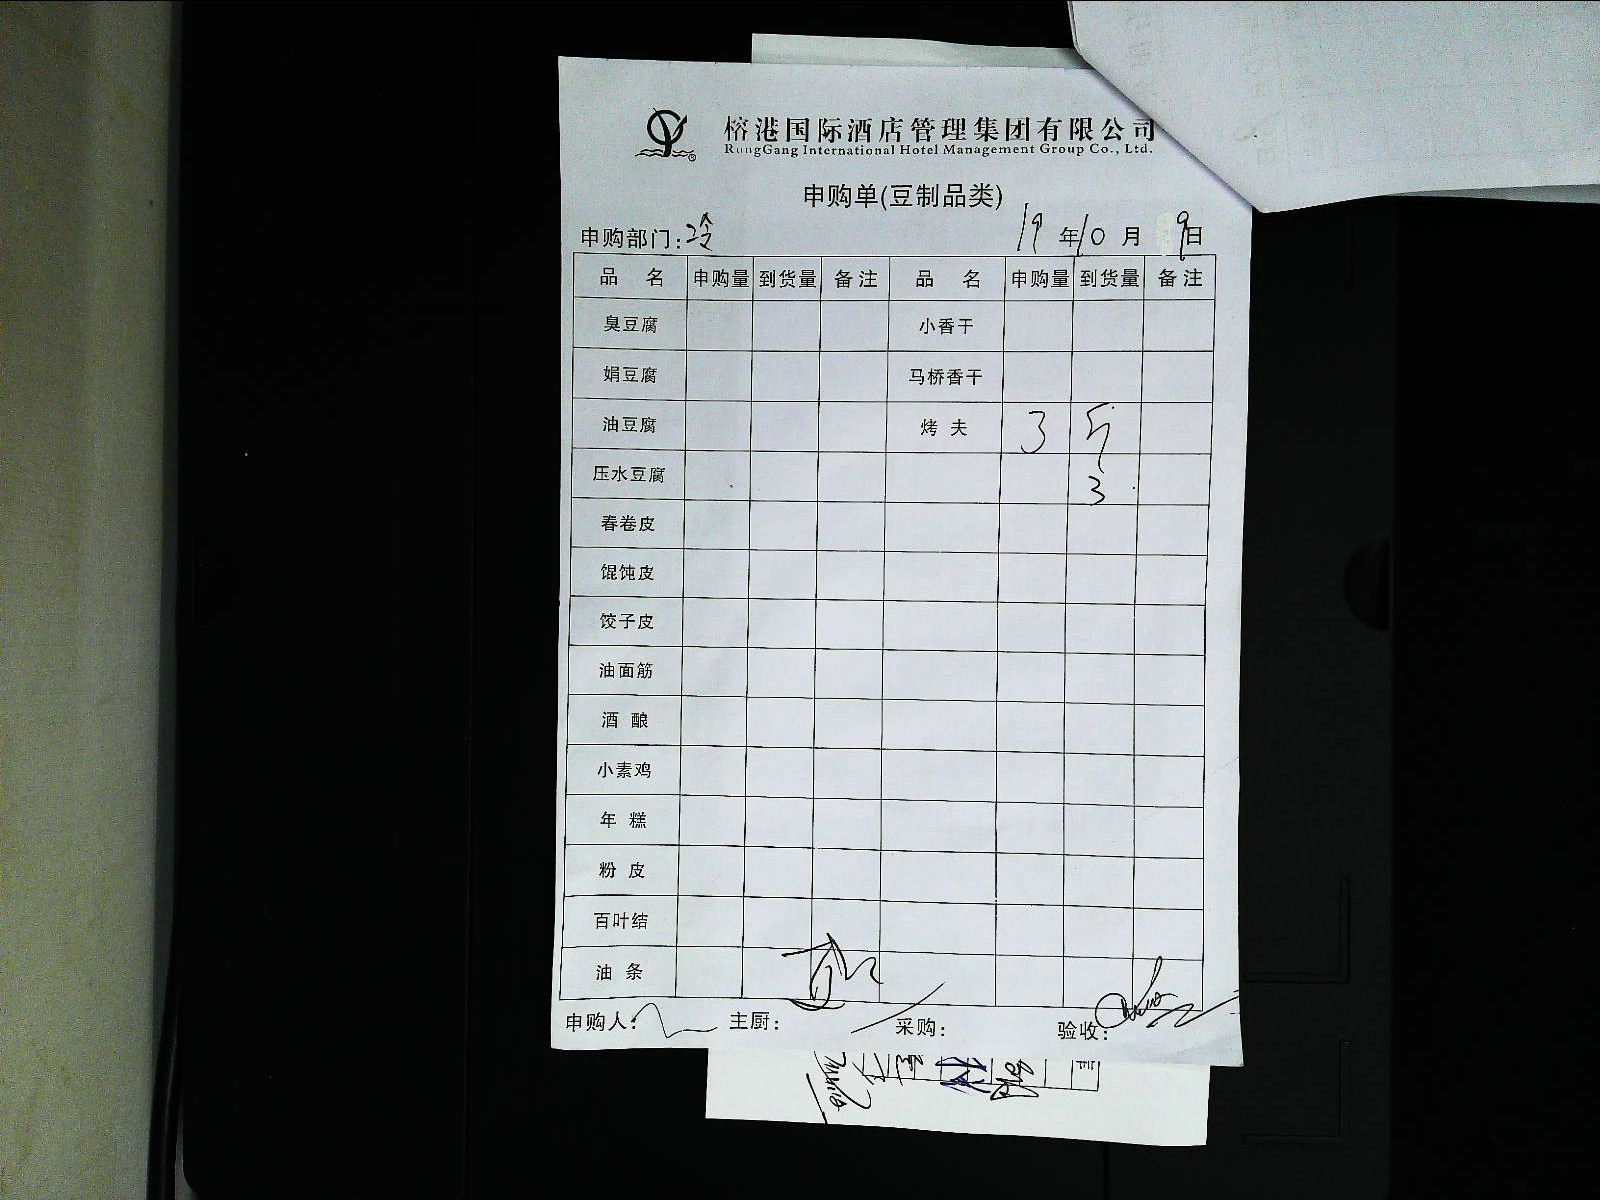 榕港国际酒店管理集团有限公司
RongGang International Hotel Management Group Co., Ltd.
申购单(豆制品类)
申购部门:冷 19年10月9日
品 名 申购量 到货量 备注 品 名 申购量 到货量 备注
臭豆腐 小香干
娟豆腐 马桥香干
油豆腐 烤 夫 3
压水豆腐 3
春卷皮
馄饨皮
饺子皮
油面筋
酒 酿
小素鸡
年 糕
粉 皮
百叶结
油 条
申购人: 主厨: 采购: 验收: